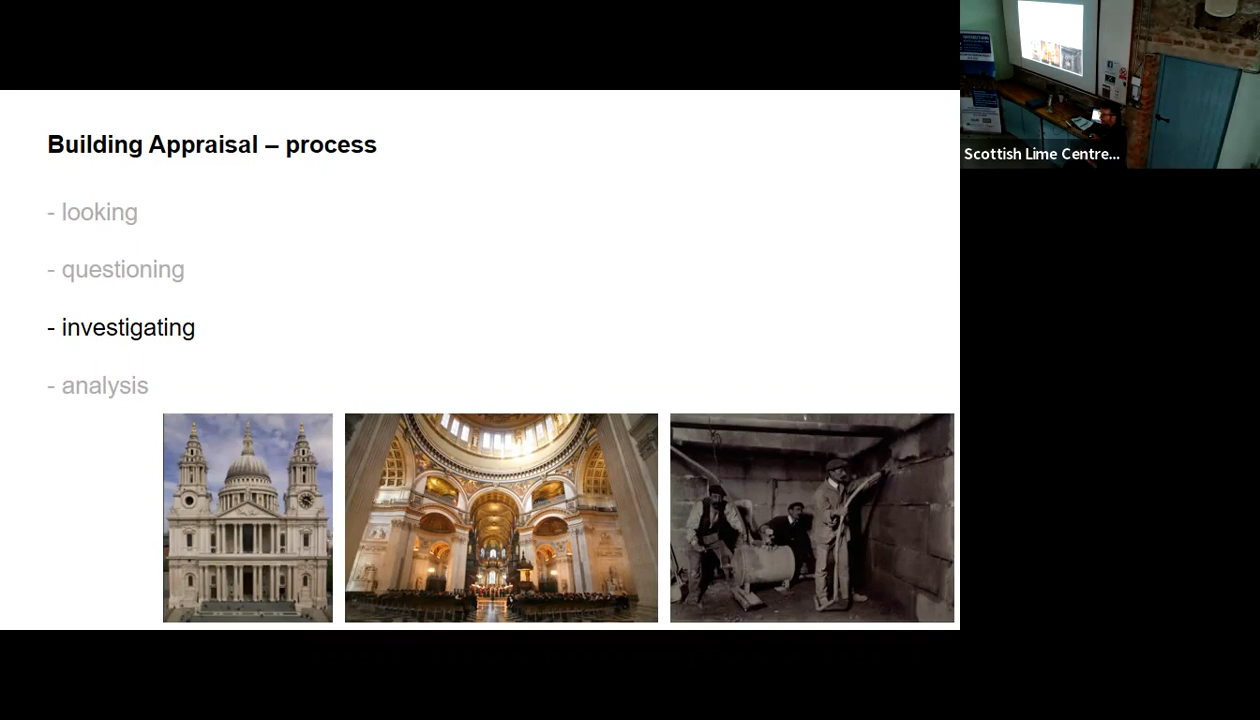 Building Appraisal – process
- looking
- questioning
- investigating
- analysis
Scottish Lime Centre...